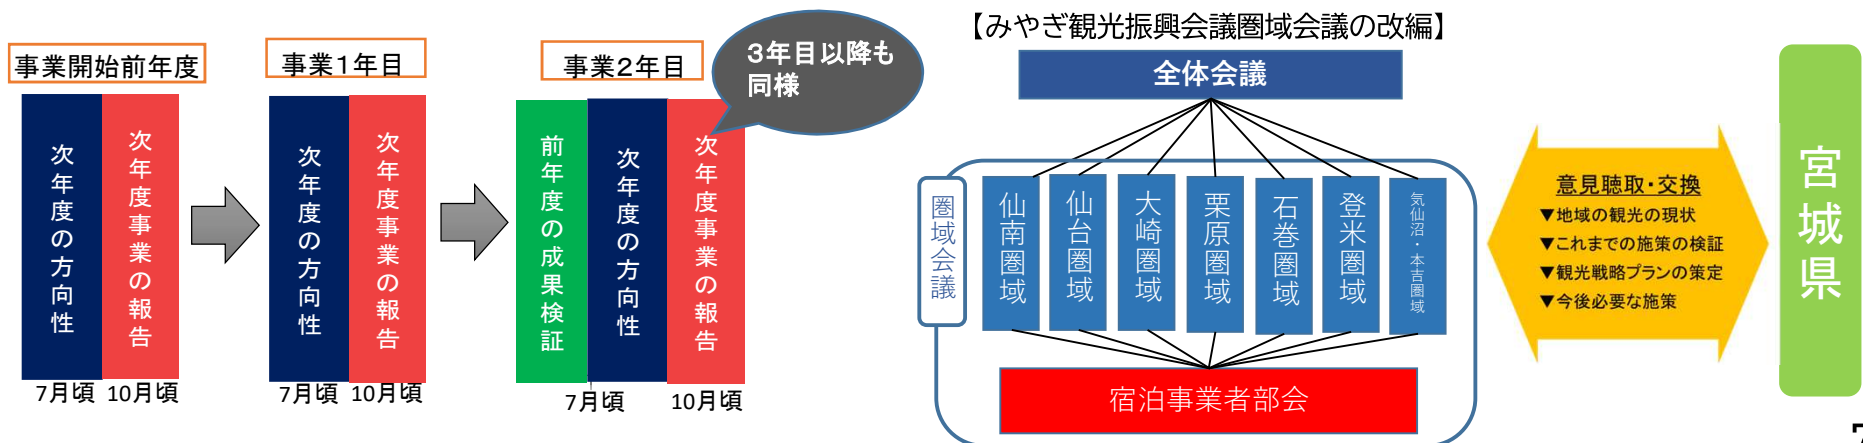 事業開始前年度
次年度の方向性
次年度事業の報告
7月頃
10月頃
事業1年目
次年度の方向性
次年度事業の報告
7月頃
10月頃
事業2年目
前年度の成果検証
次年度の方向性
次年度事業の報告
7月頃
10月頃
3年目以降も
同様
【みやぎ観光振興会議圏域会議の改編】
全体会議
圏域会議
仙南圏域
仙台圏域
大崎圏域
栗原圏域
石巻圏域
登米圏域
気仙沼・本吉圏域
宿泊事業者部会
意見聴取・交換
▼地域の観光の現状
▼これまでの施策の検証
▼観光戦略プランの策定
▼今後必要な施策
宮城県